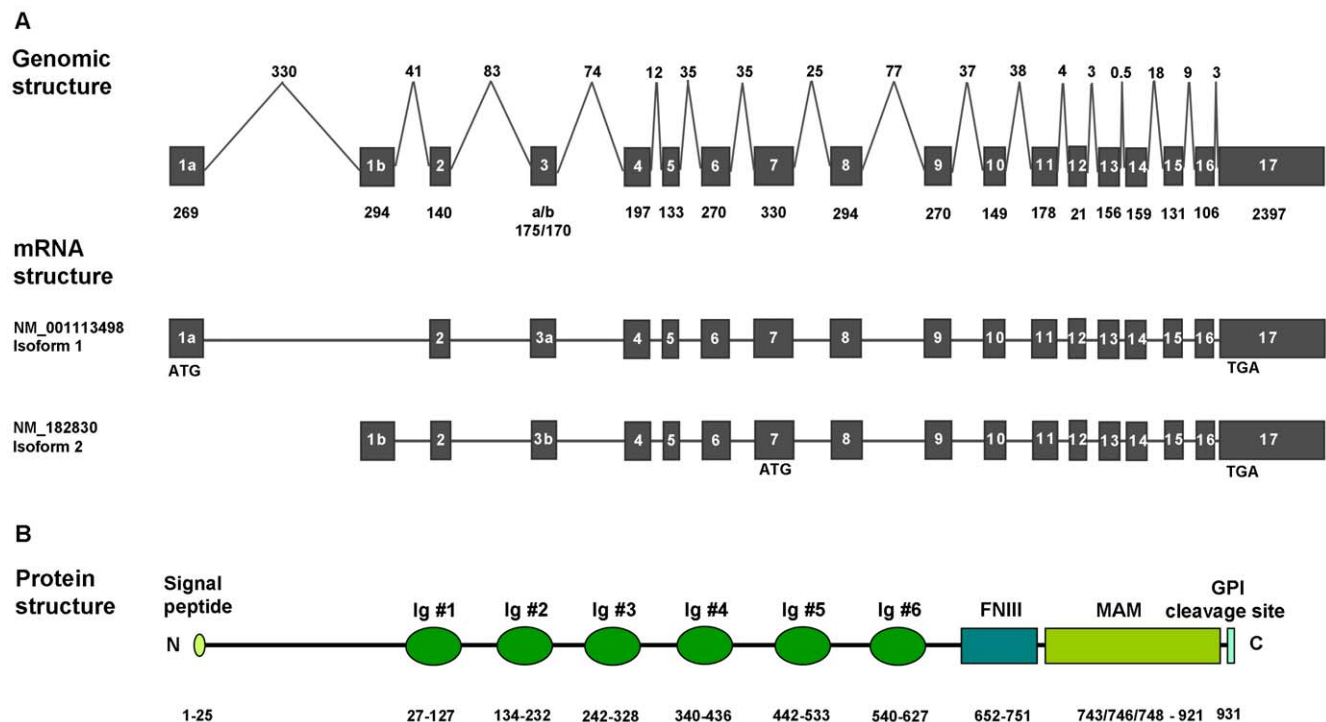 A
Genomic
structure
330 41 83 74 12 35 35 25 77 37 38 4 3 0.5 18 9 3
1a 1b 2 3 4 5 6 7 8 9 10 11 12 13 14 15 16 17
269 294 140 a/b 197 133 270 330 294 270 149 178 21 156 159 131 106 2397
175/170
mRNA
structure
NM_001113498
Isoform 1
1a 2 3a 4 5 6 7 8 9 10 11 12 13 14 15 16 17
ATG TGA
NM_182830
Isoform 2
1b 2 3b 4 5 6 7 8 9 10 11 12 13 14 15 16 17
ATG TGA
B
Protein
structure
Signal
peptide
Ig #1 Ig #2 Ig #3 Ig #4 Ig #5 Ig #6 FNIII MAM GPI
cleavage site
N C
1-25 27-127 134-232 242-328 340-436 442-533 540-627 652-751 743/746/748 - 921 931